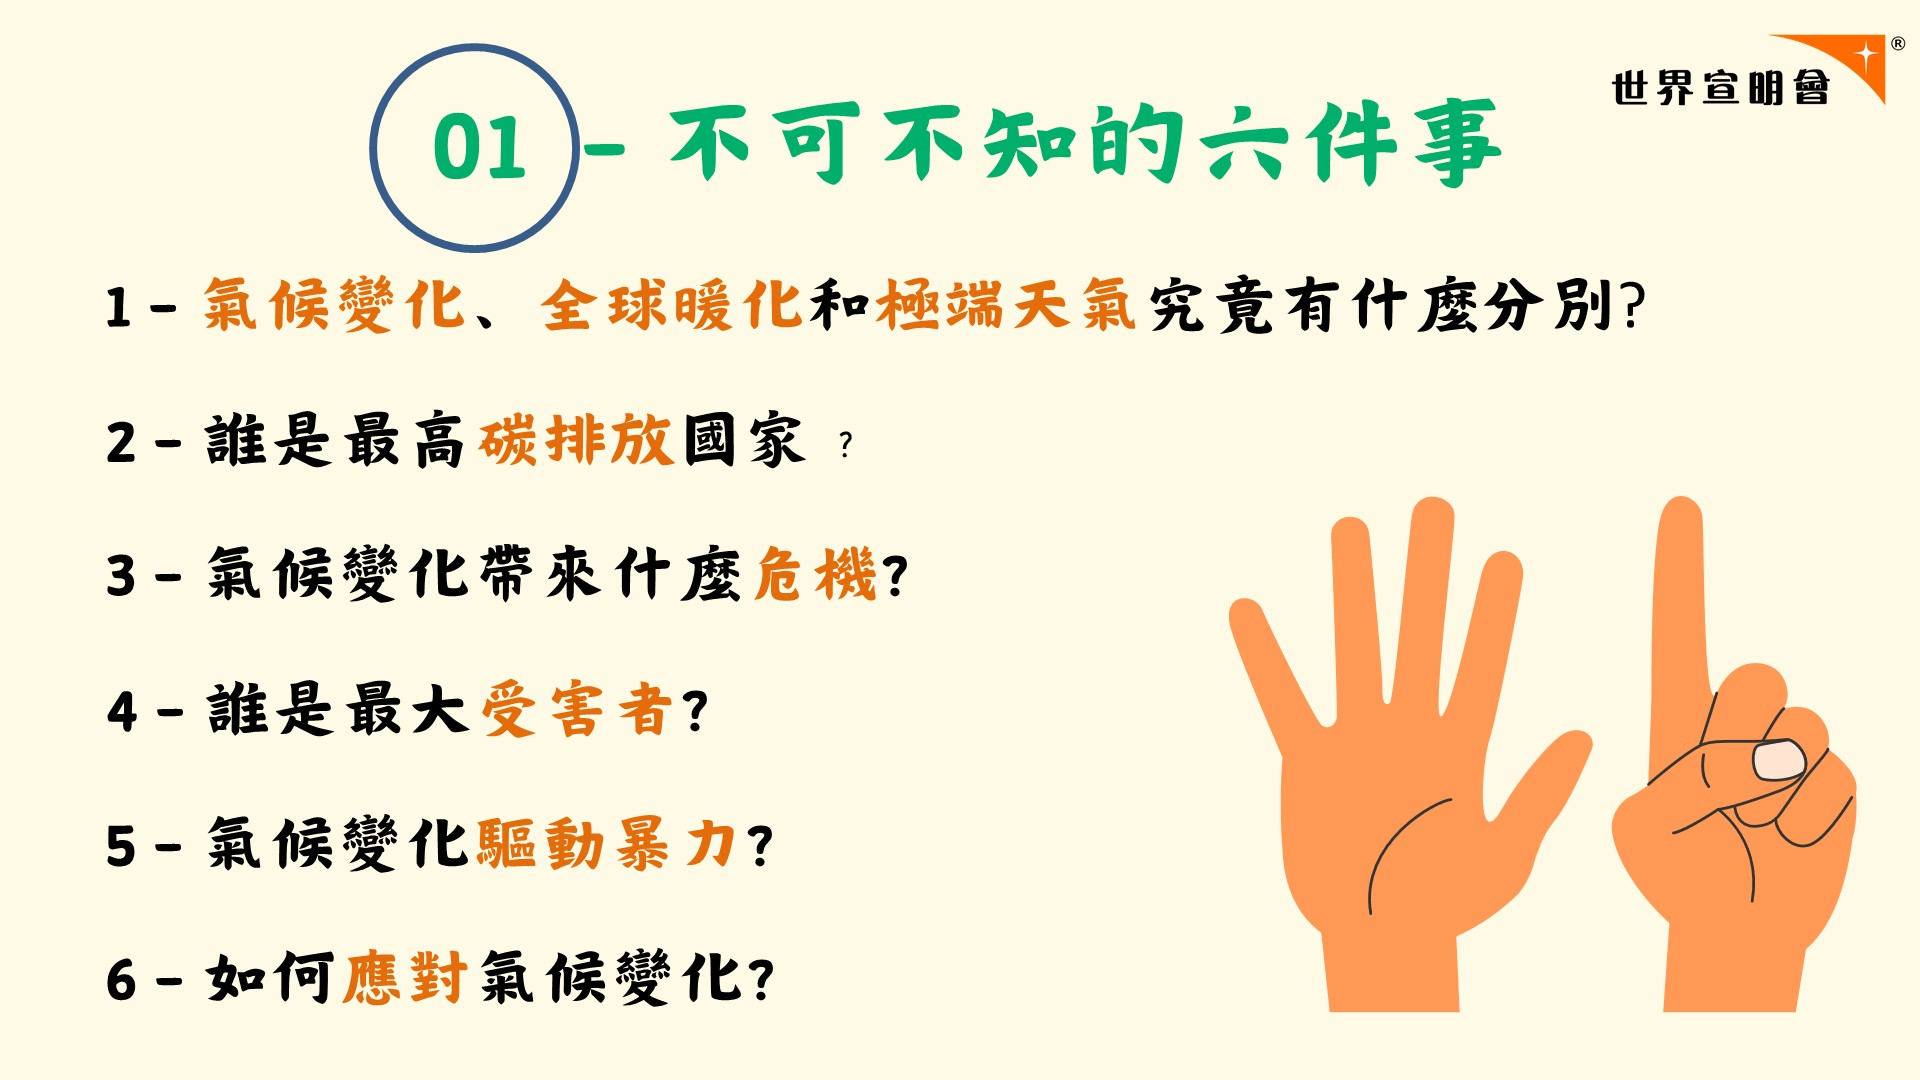 世界宣明會®
01 - 不可不知的六件事
1 - 氣候變化、全球暖化和極端天氣究竟有什麼分別?
2 - 誰是最高碳排放國家 ?
3 - 氣候變化帶來什麼危機?
4 - 誰是最大受害者?
5 - 氣候變化驅動暴力?
6 - 如何應對氣候變化?